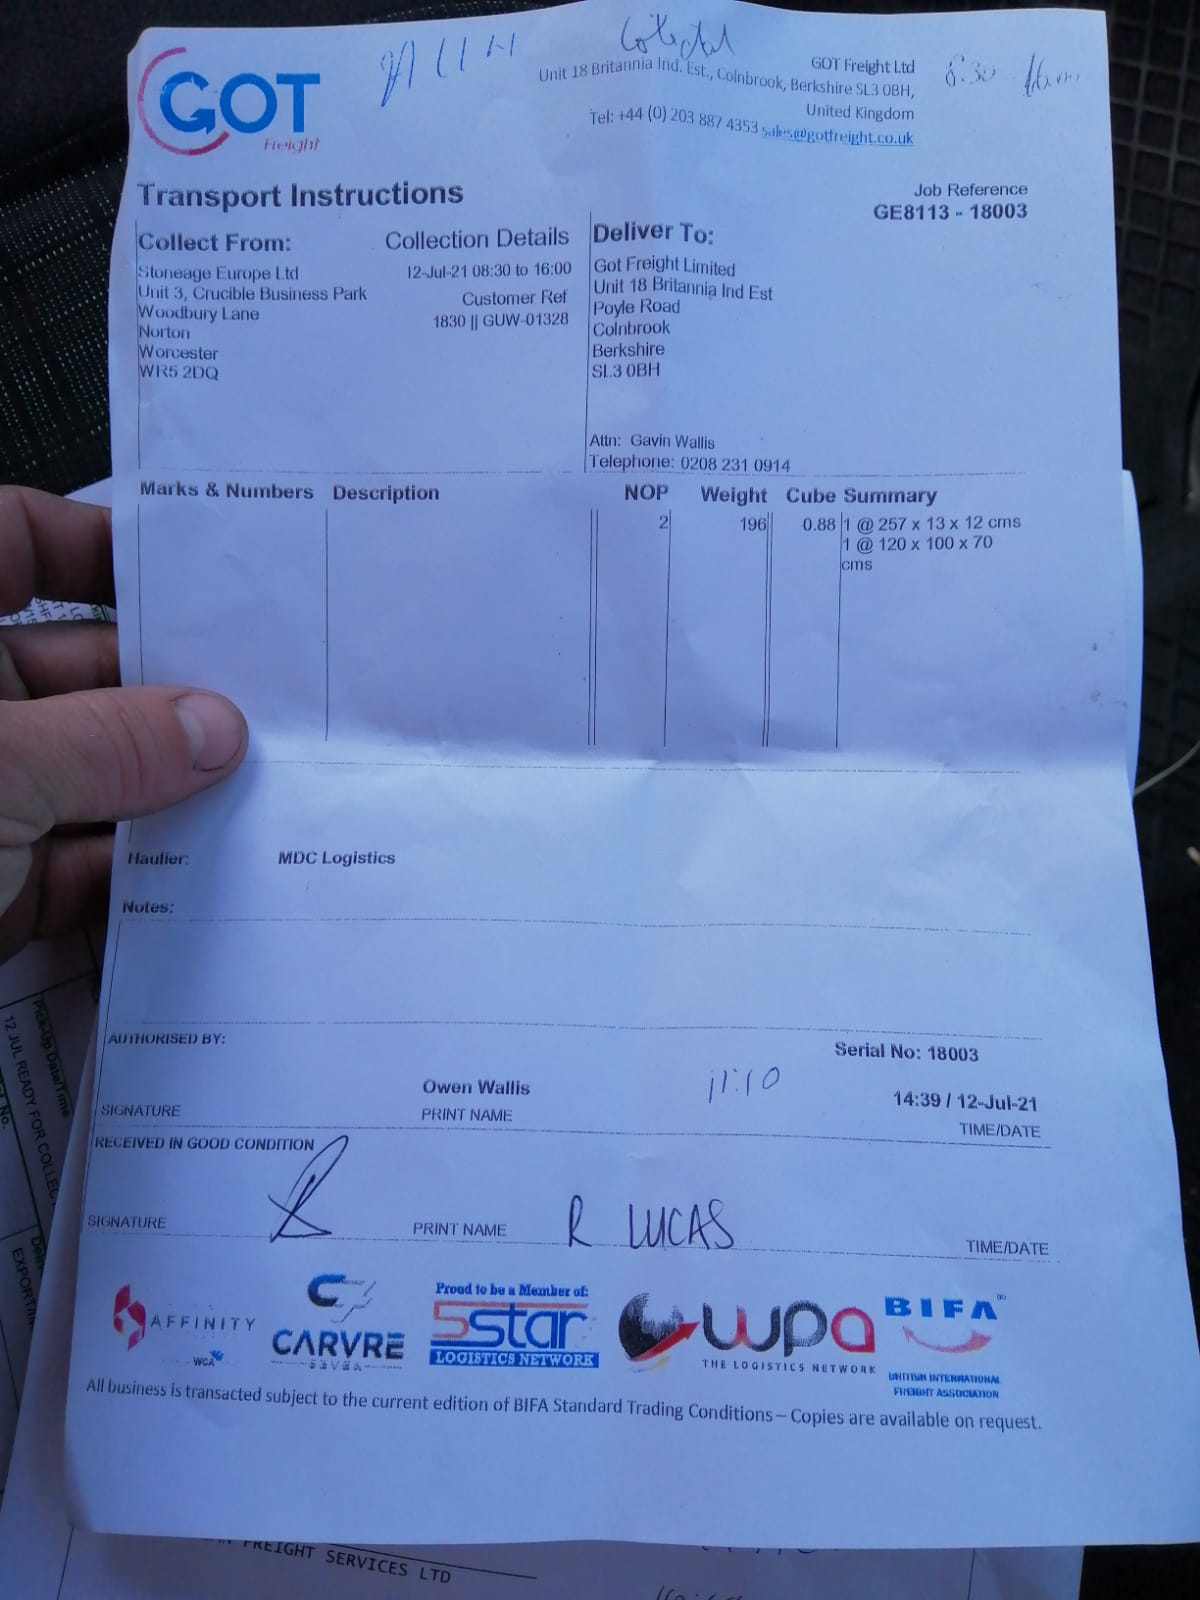 GOT
Freight
Collected
GOT Freight Ltd
Unit 18 Britannia Ind. Est., Colnbrook, Berkshire SL3 0BH,
United Kingdom
Tel: +44 (0) 203 887 4353 sales@gotfreight.co.uk
8:30 16:00
Transport Instructions
Job Reference
GE8113 - 18003
Collect From:
Stoneage Europe Ltd
Unit 3, Crucible Business Park
Woodbury Lane
Norton
Worcester
WR5 2DQ
Collection Details
12-Jul-21 08:30 to 16:00
Customer Ref
1830 || GUW-01328
Deliver To:
Got Freight Limited
Unit 18 Britannia Ind Est
Poyle Road
Colnbrook
Berkshire
SL3 0BH
Attn: Gavin Wallis
Telephone: 0208 231 0914
Marks & Numbers Description NOP Weight Cube Summary
2 196 0.88 1 @ 257 x 13 x 12 cms
1 @ 120 x 100 x 70
cms
Haulier: MDC Logistics
Notes:
AUTHORISED BY:
Serial No: 18003
Owen Wallis 11:10 14:39 / 12-Jul-21
SIGNATURE PRINT NAME TIME/DATE
RECEIVED IN GOOD CONDITION
SIGNATURE PRINT NAME R LUCAS TIME/DATE
AFFINITY
WCA
CARVRE
SEVEN
Proud to be a Member of:
5star
LOGISTICS NETWORK
wpa
THE LOGISTICS NETWORK
BIFA
BRITISH INTERNATIONAL
FREIGHT ASSOCIATION
All business is transacted subject to the current edition of BIFA Standard Trading Conditions – Copies are available on request.
Pick-Up Date/Time
12 JUL READY FOR COLLEC
FREIGHT SERVICES LTD